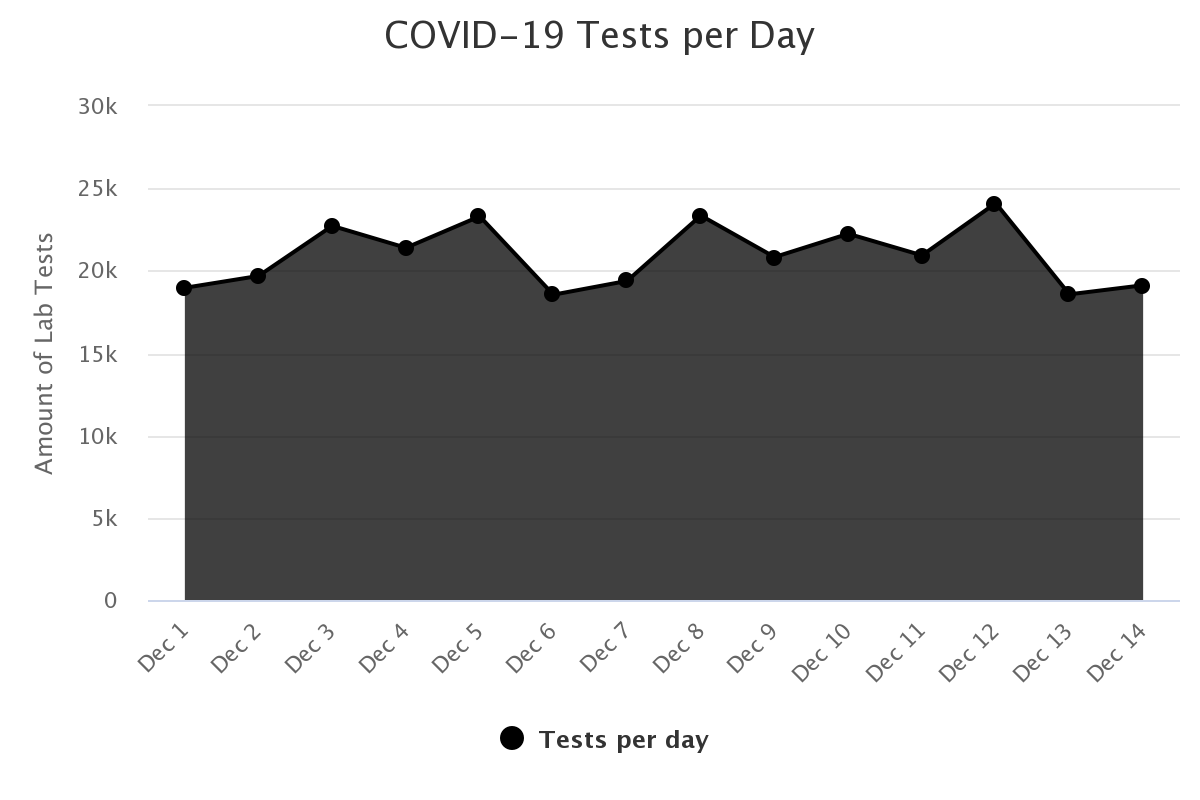 COVID-19 Tests per Day
30k
25k
20k
15k
10k
5k
0
Amount of Lab Tests
Dec 1
Dec 2
Dec 3
Dec 4
Dec 5
Dec 6
Dec 7
Dec 8
Dec 9
Dec 10
Dec 11
Dec 12
Dec 13
Dec 14
Tests per day